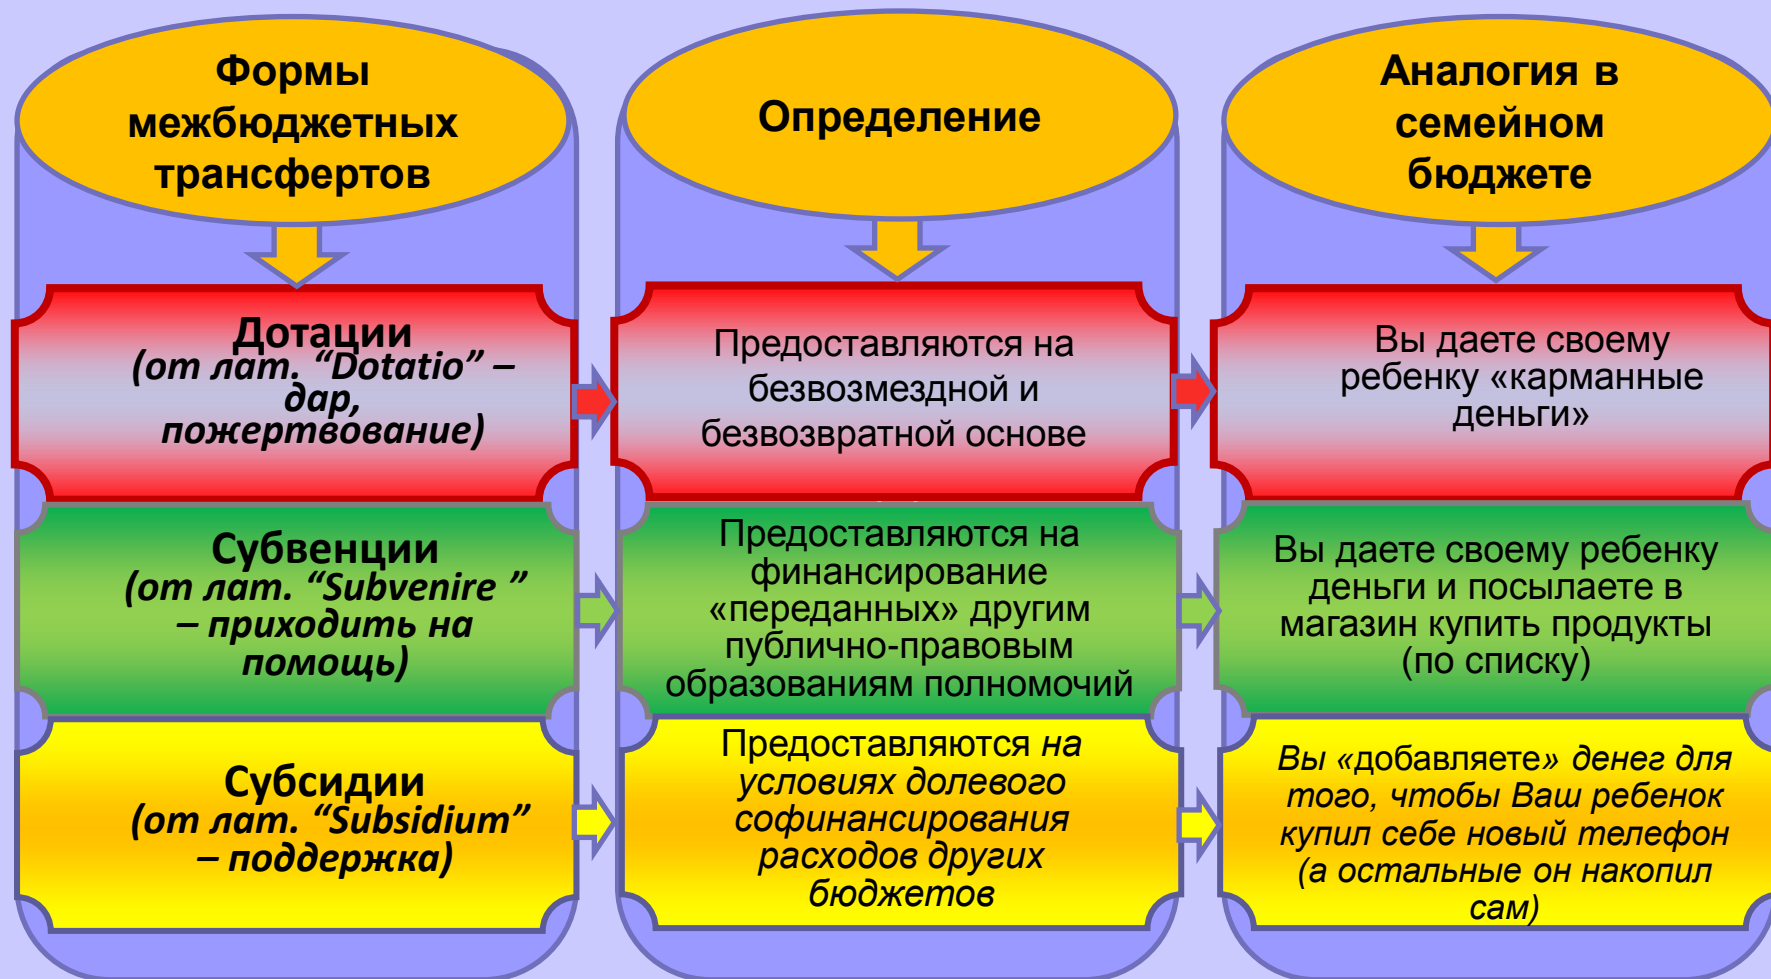 Формы
межбюджетных
трансфертов
Определение
Аналогия в
семейном
бюджете
Дотации
(от лат. “Dotatio” –
дар,
пожертвование)
Предоставляются на
безвозмездной и
безвозвратной основе
Вы даете своему
ребенку «карманные
деньги»
Субвенции
(от лат. “Subvenire ”
– приходить на
помощь)
Предоставляются на
финансирование
«переданных» другим
публично-правовым
образованиям полномочий
Вы даете своему ребенку
деньги и посылаете в
магазин купить продукты
(по списку)
Субсидии
(от лат. “Subsidium”
– поддержка)
Предоставляются на
условиях долевого
софинансирования
расходов других
бюджетов
Вы «добавляете» денег для
того, чтобы Ваш ребенок
купил себе новый телефон
(а остальные он накопил
сам)